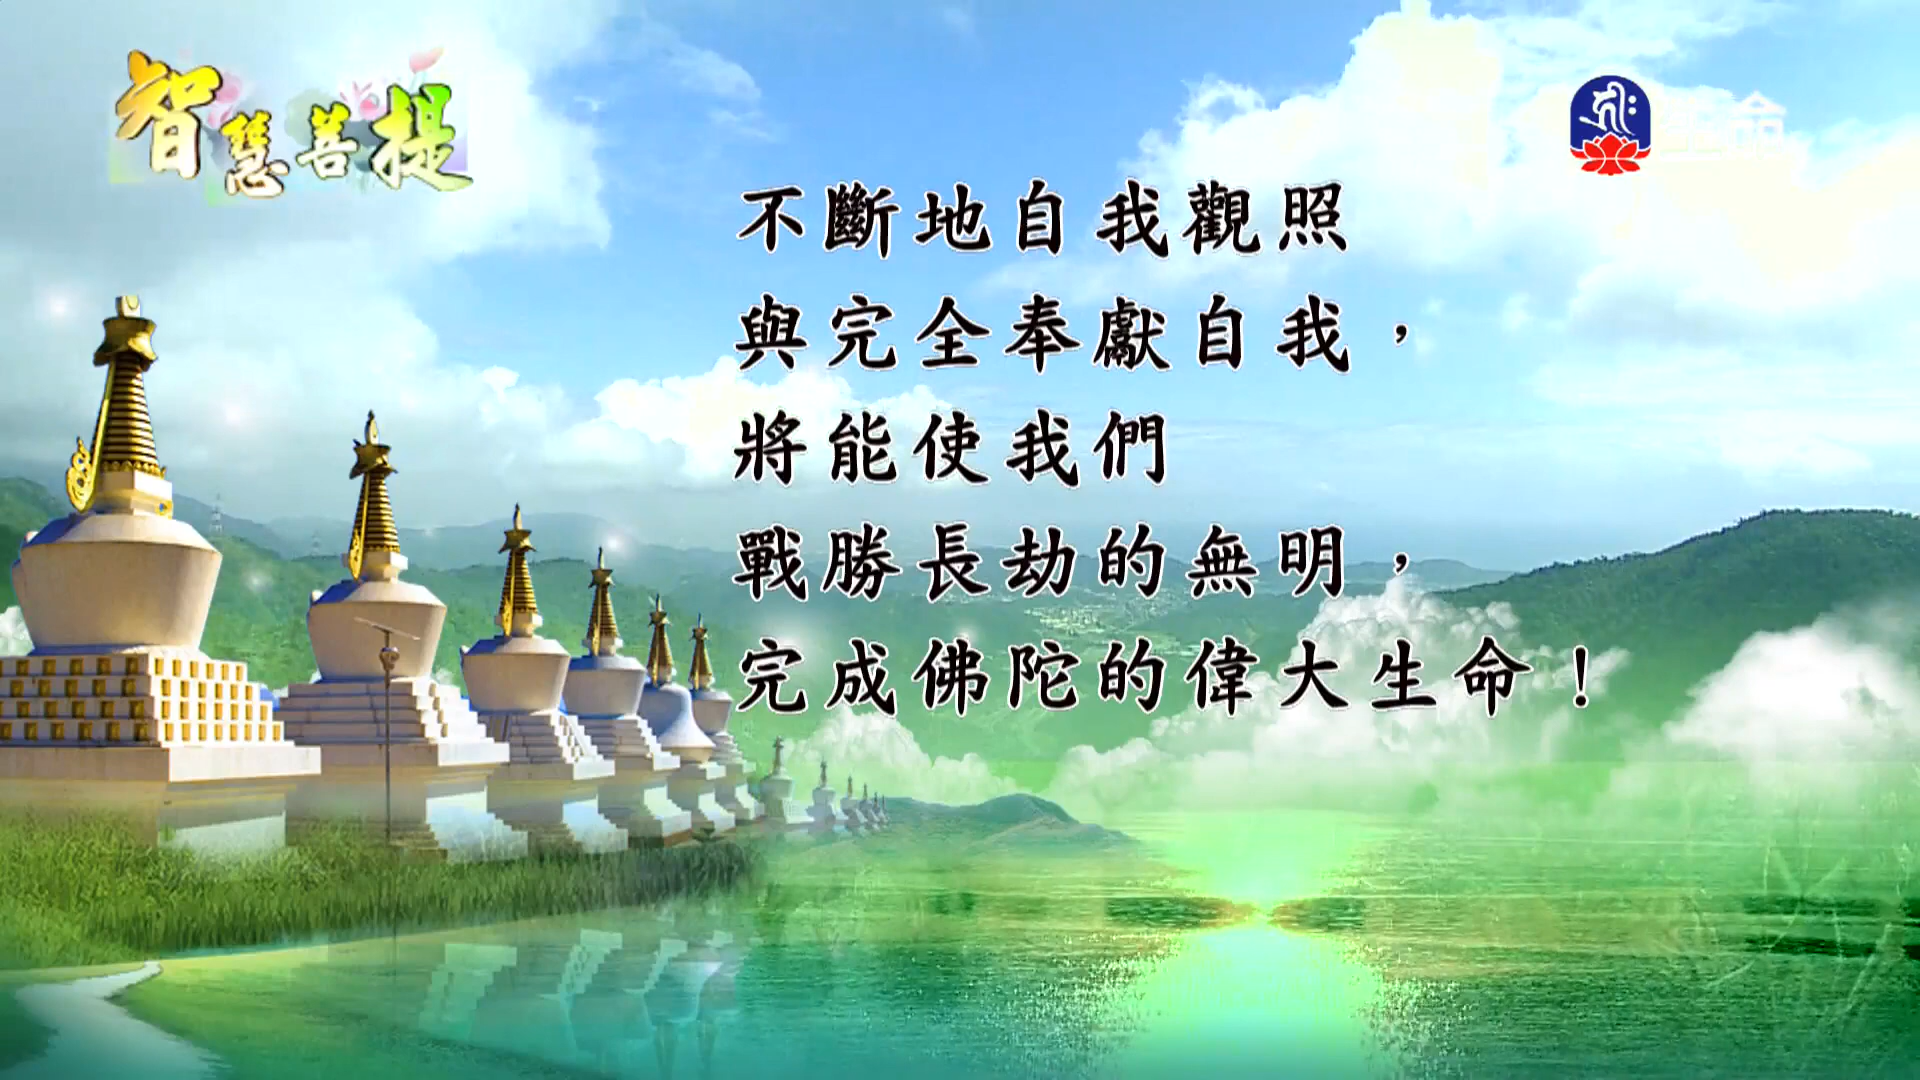 智慧菩提
不斷地自我觀照
與完全奉獻自我，
將能使我們
戰勝長劫的無明，
完成佛陀的偉大生命！